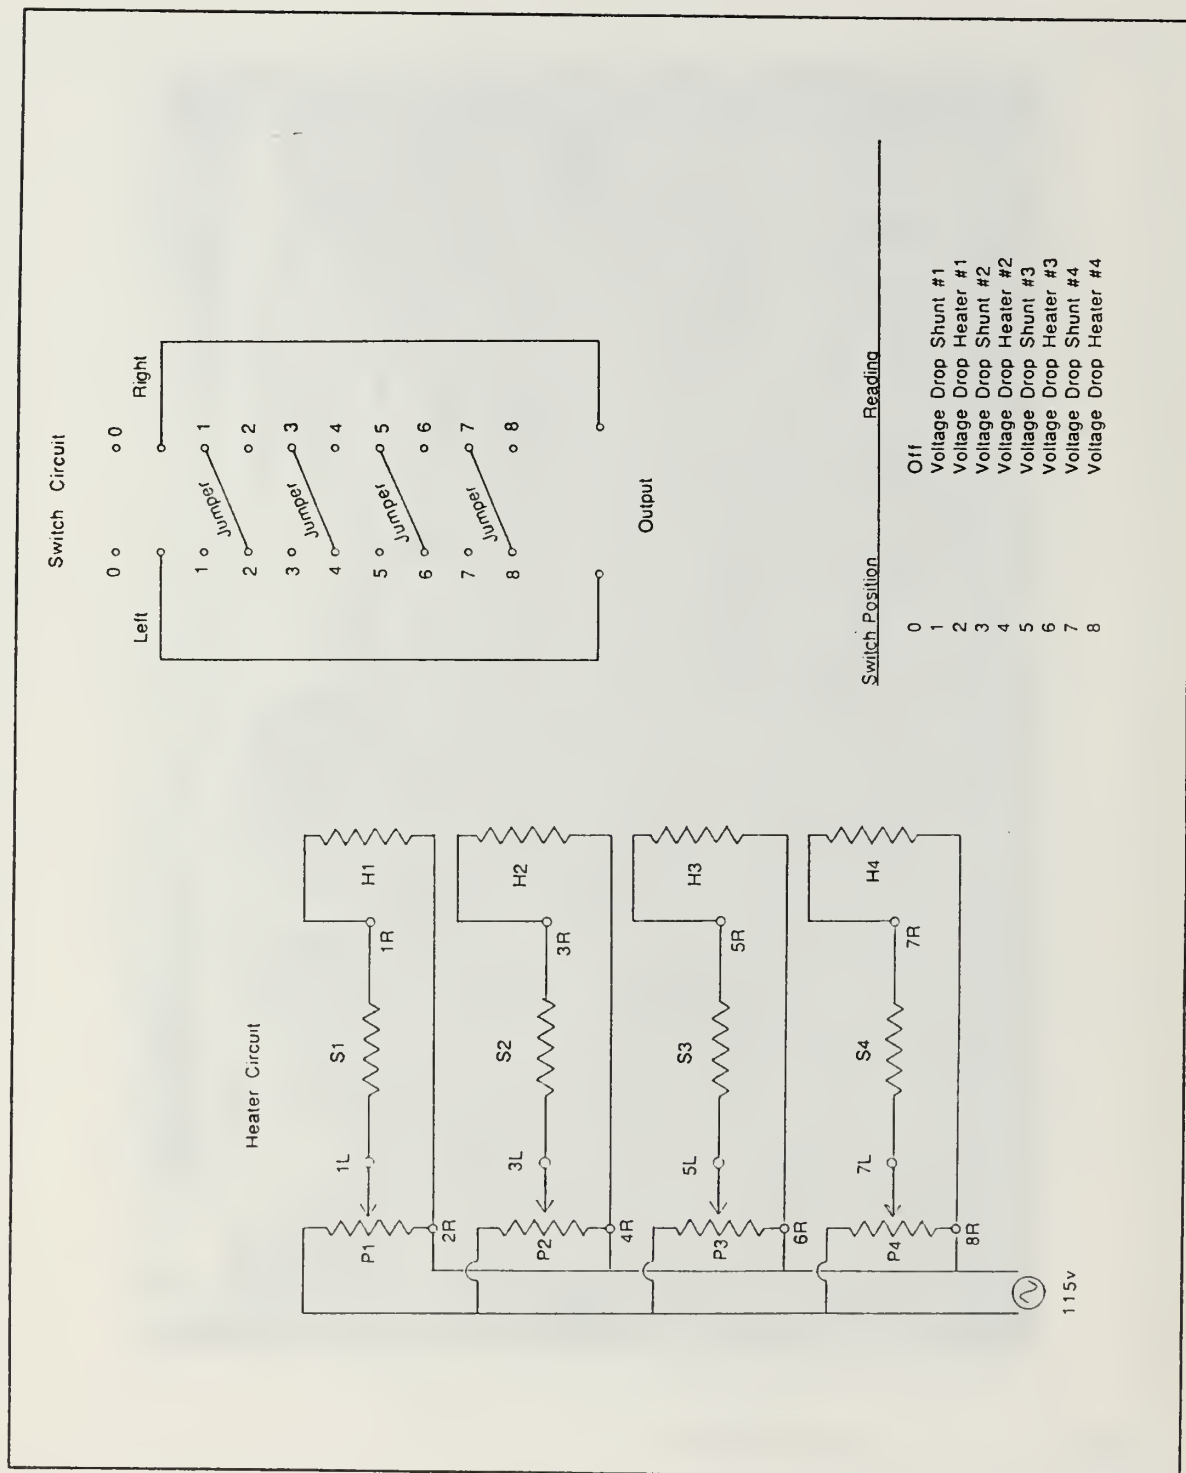 Switch Circuit
Left
Right
0
0
1
Jumper
1
2
2
3
Jumper
3
4
4
5
Jumper
5
6
6
7
Jumper
7
8
8
Output
Heater Circuit
P1
1L
S1
1R
H1
2R
P2
3L
S2
3R
H2
4R
P3
5L
S3
5R
H3
6R
P4
7L
S4
7R
H4
8R
115v
Switch Position Reading
0 Off
1 Voltage Drop Shunt #1
2 Voltage Drop Heater #1
3 Voltage Drop Shunt #2
4 Voltage Drop Heater #2
5 Voltage Drop Shunt #3
6 Voltage Drop Heater #3
7 Voltage Drop Shunt #4
8 Voltage Drop Heater #4